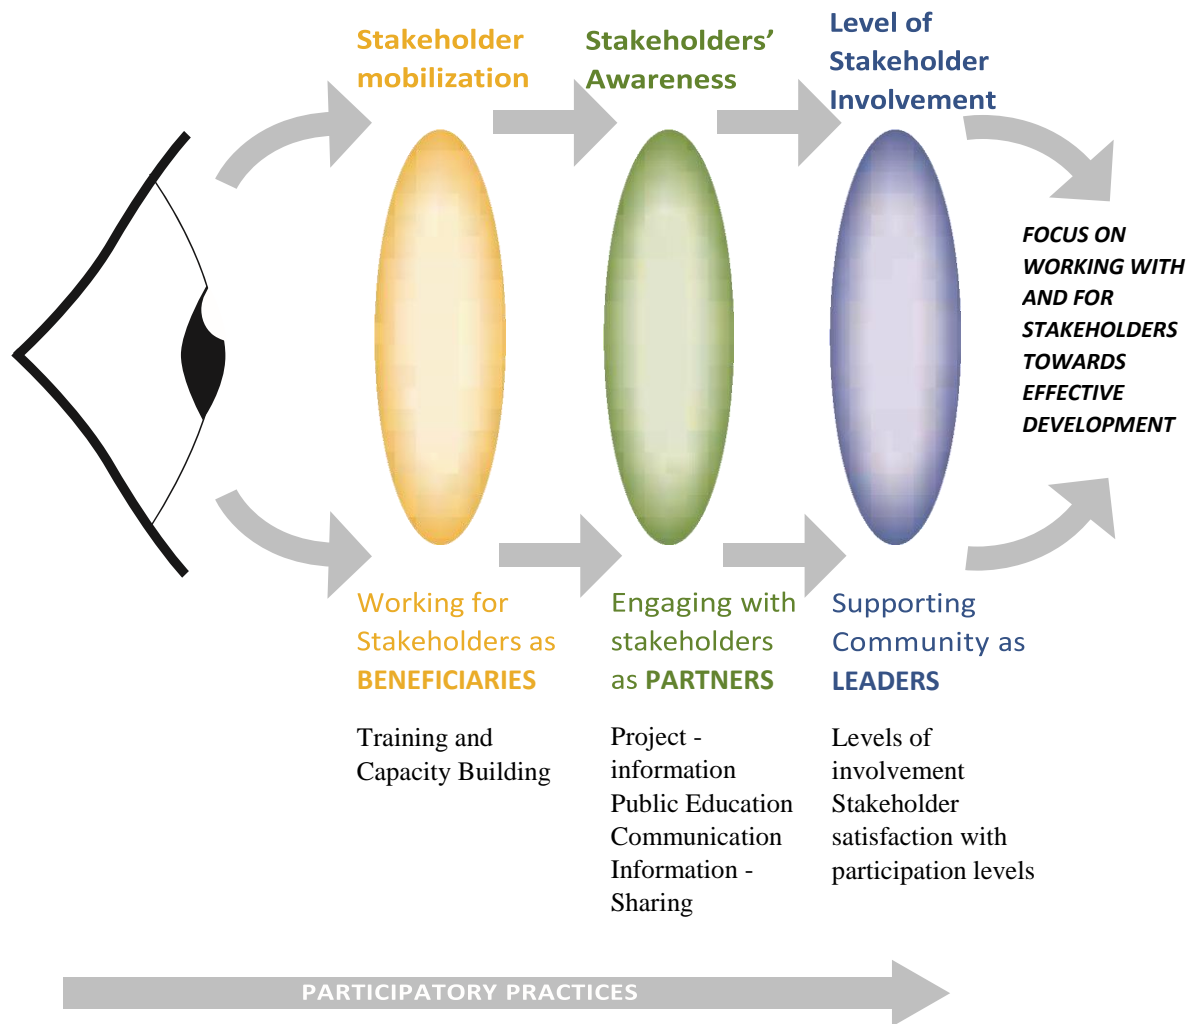 Stakeholder
mobilization
Stakeholders’
Awareness
Level of
Stakeholder
Involvement
FOCUS ON
WORKING WITH
AND FOR
STAKEHOLDERS
TOWARDS
EFFECTIVE
DEVELOPMENT
Working for
Stakeholders as
BENEFICIARIES
Training and
Capacity Building
Engaging with
stakeholders
as PARTNERS
Project -
information
Public Education
Communication
Information -
Sharing
Supporting
Community as
LEADERS
Levels of
involvement
Stakeholder
satisfaction with
participation levels
PARTICIPATORY PRACTICES